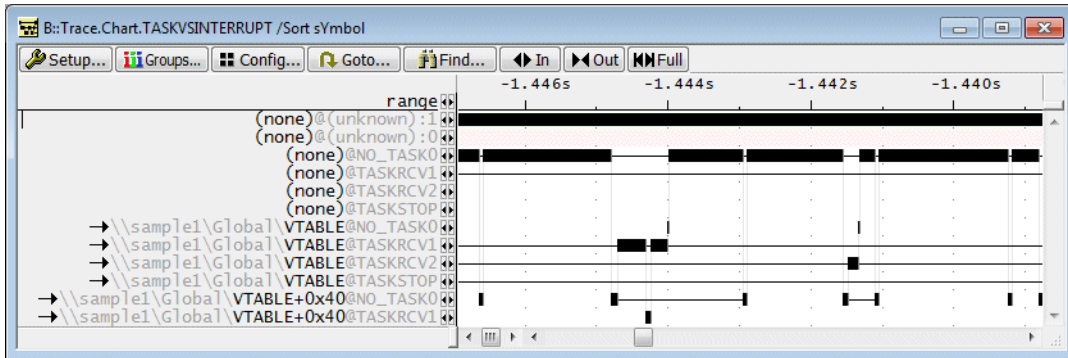 B::Trace.Chart.TASKVSINTERRUPT /Sort sYmbol
Setup... Groups... Config... Goto... Find... In Out Full
-1.446s -1.444s -1.442s -1.440s
range
(none)@(unknown):1
(none)@(unknown):0
(none)@NO_TASK0
(none)@TASKRCV1
(none)@TASKRCV2
(none)@TASKSTOP
\\sample1\Global\VTABLE@NO_TASK0
\\sample1\Global\VTABLE@TASKRCV1
\\sample1\Global\VTABLE@TASKRCV2
\\sample1\Global\VTABLE@TASKSTOP
\\sample1\Global\VTABLE+0x40@NO_TASK0
\\sample1\Global\VTABLE+0x40@TASKRCV1